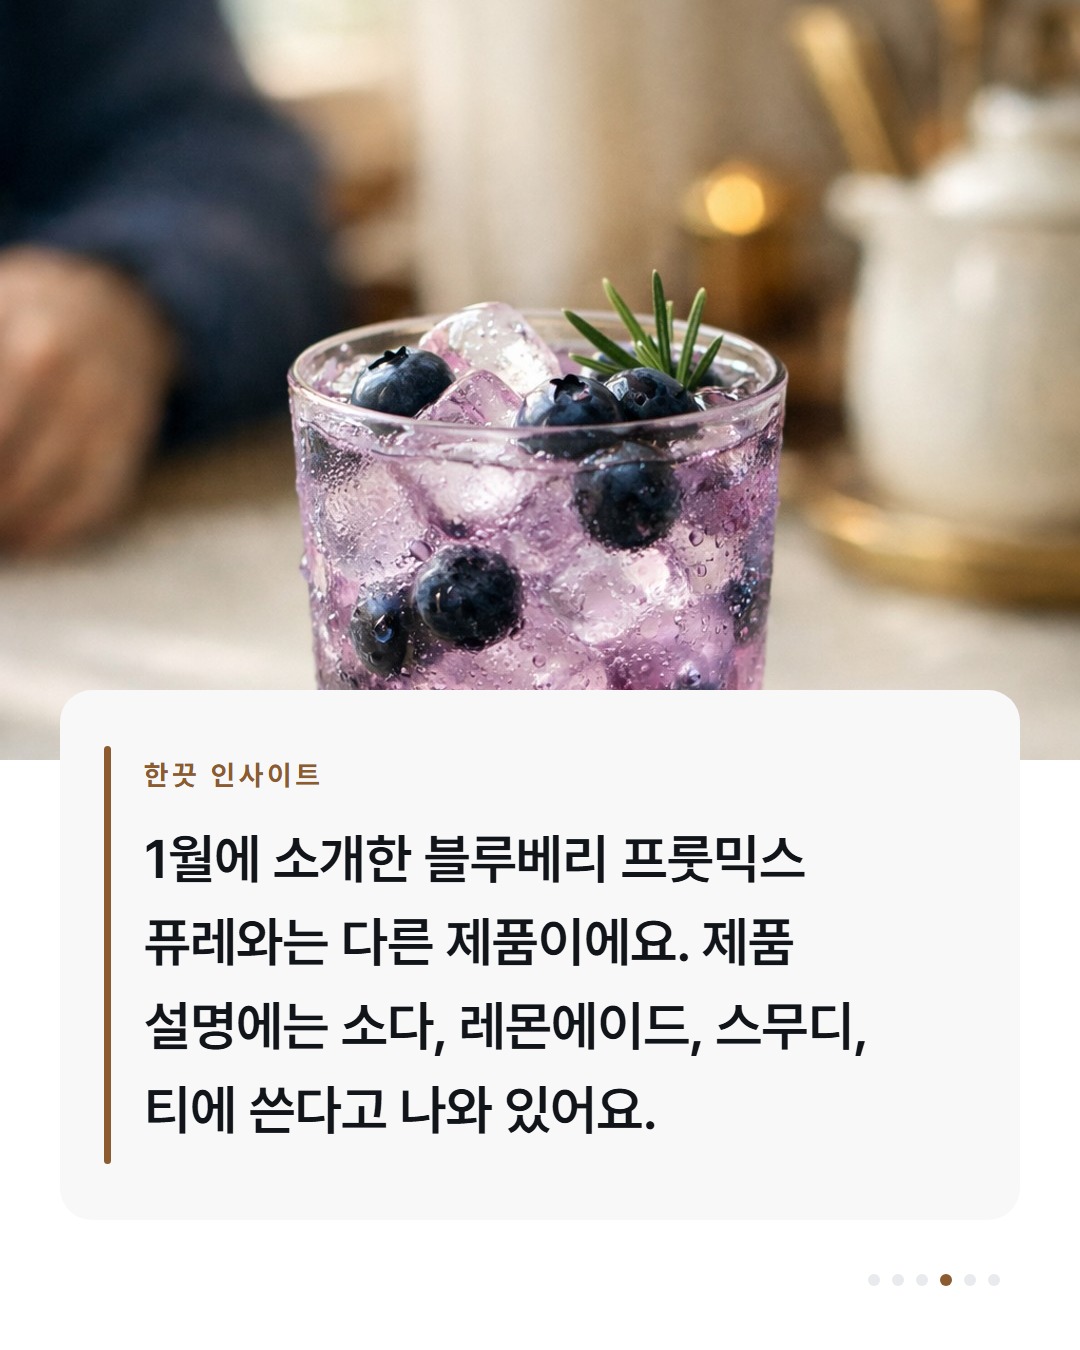 한끗 인사이트
1월에 소개한 블루베리 프룻믹스
퓨레와는 다른 제품이에요. 제품
설명에는 소다, 레몬에이드, 스무디,
티에 쓴다고 나와 있어요.